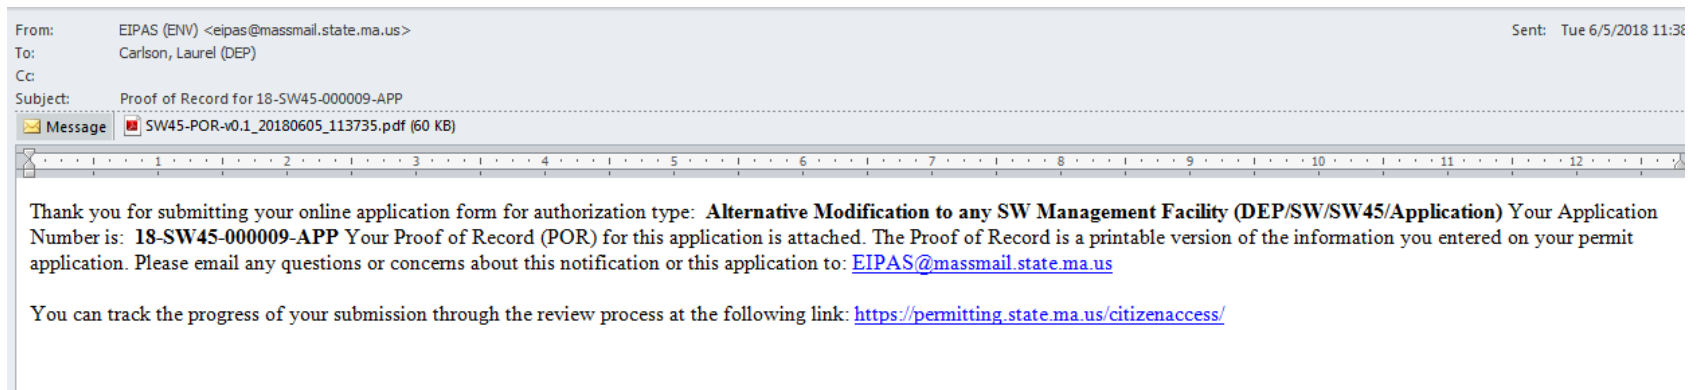 From: EIPAS (ENV) <eipas@massmail.state.ma.us> Sent: Tue 6/5/2018 11:38
To: Carlson, Laurel (DEP)
Cc:
Subject: Proof of Record for 18-SW45-000009-APP
Message SW45-POR-v0.1_20180605_113735.pdf (60 KB)
1 2 3 4 5 6 7 8 9 10 11 12
Thank you for submitting your online application form for authorization type: Alternative Modification to any SW Management Facility (DEP/SW/SW45/Application) Your Application
Number is: 18-SW45-000009-APP Your Proof of Record (POR) for this application is attached. The Proof of Record is a printable version of the information you entered on your permit
application. Please email any questions or concerns about this notification or this application to: EIPAS@massmail.state.ma.us
You can track the progress of your submission through the review process at the following link: https://permitting.state.ma.us/citizenaccess/